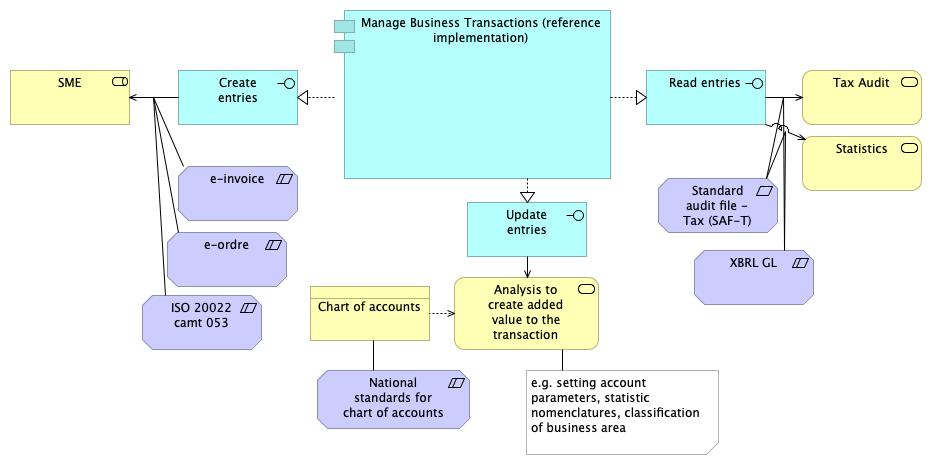 Manage Business Transactions (reference
implementation)
SME
Create
entries
Read entries
Tax Audit
Statistics
e-invoice
e-ordre
ISO 20022
camt 053
Standard
audit file -
Tax (SAF-T)
XBRL GL
Update
entries
Chart of accounts
Analysis to
create added
value to the
transaction
National
standards for
chart of accounts
e.g. setting account
parameters, statistic
nomenclatures, classification
of business area